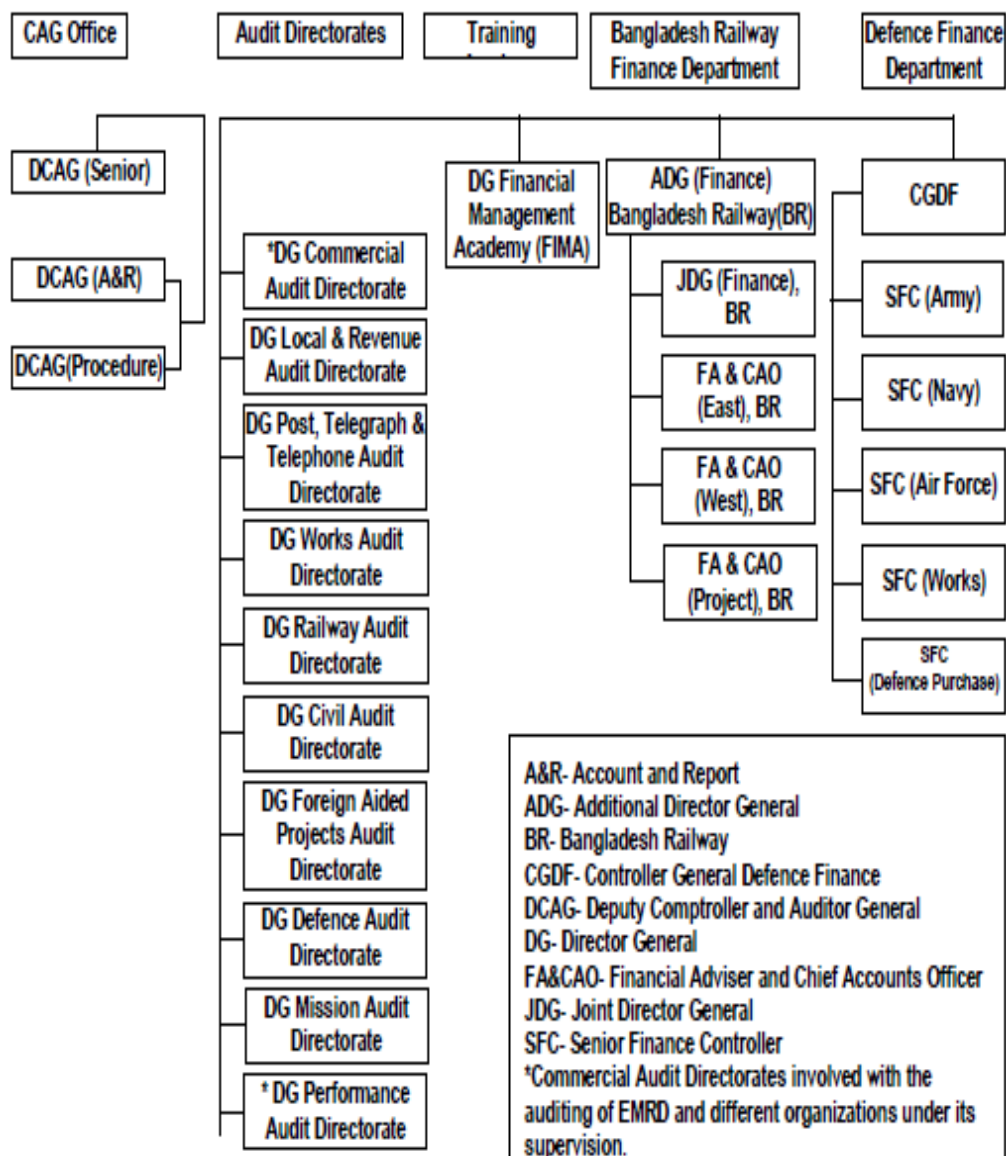 CAG Office
Audit Directorates
Training
Bangladesh Railway
Finance Department
Defence Finance
Department
DCAG (Senior)
DCAG (A&R)
DCAG(Procedure)
*DG Commercial
Audit Directorate
DG Local & Revenue
Audit Directorate
DG Post, Telegraph &
Telephone Audit
Directorate
DG Works Audit
Directorate
DG Railway Audit
Directorate
DG Civil Audit
Directorate
DG Foreign Aided
Projects Audit
Directorate
DG Defence Audit
Directorate
DG Mission Audit
Directorate
* DG Performance
Audit Directorate
DG Financial
Management
Academy (FIMA)
ADG (Finance)
Bangladesh Railway(BR)
JDG (Finance),
BR
FA & CAO
(East), BR
FA & CAO
(West), BR
FA & CAO
(Project), BR
CGDF
SFC (Army)
SFC (Navy)
SFC (Air Force)
SFC (Works)
SFC
(Defence Purchase)
A&R- Account and Report
ADG- Additional Director General
BR- Bangladesh Railway
CGDF- Controller General Defence Finance
DCAG- Deputy Comptroller and Auditor General
DG- Director General
FA&CAO- Financial Adviser and Chief Accounts Officer
JDG- Joint Director General
SFC- Senior Finance Controller
*Commercial Audit Directorates involved with the
auditing of EMRD and different organizations under its
supervision.